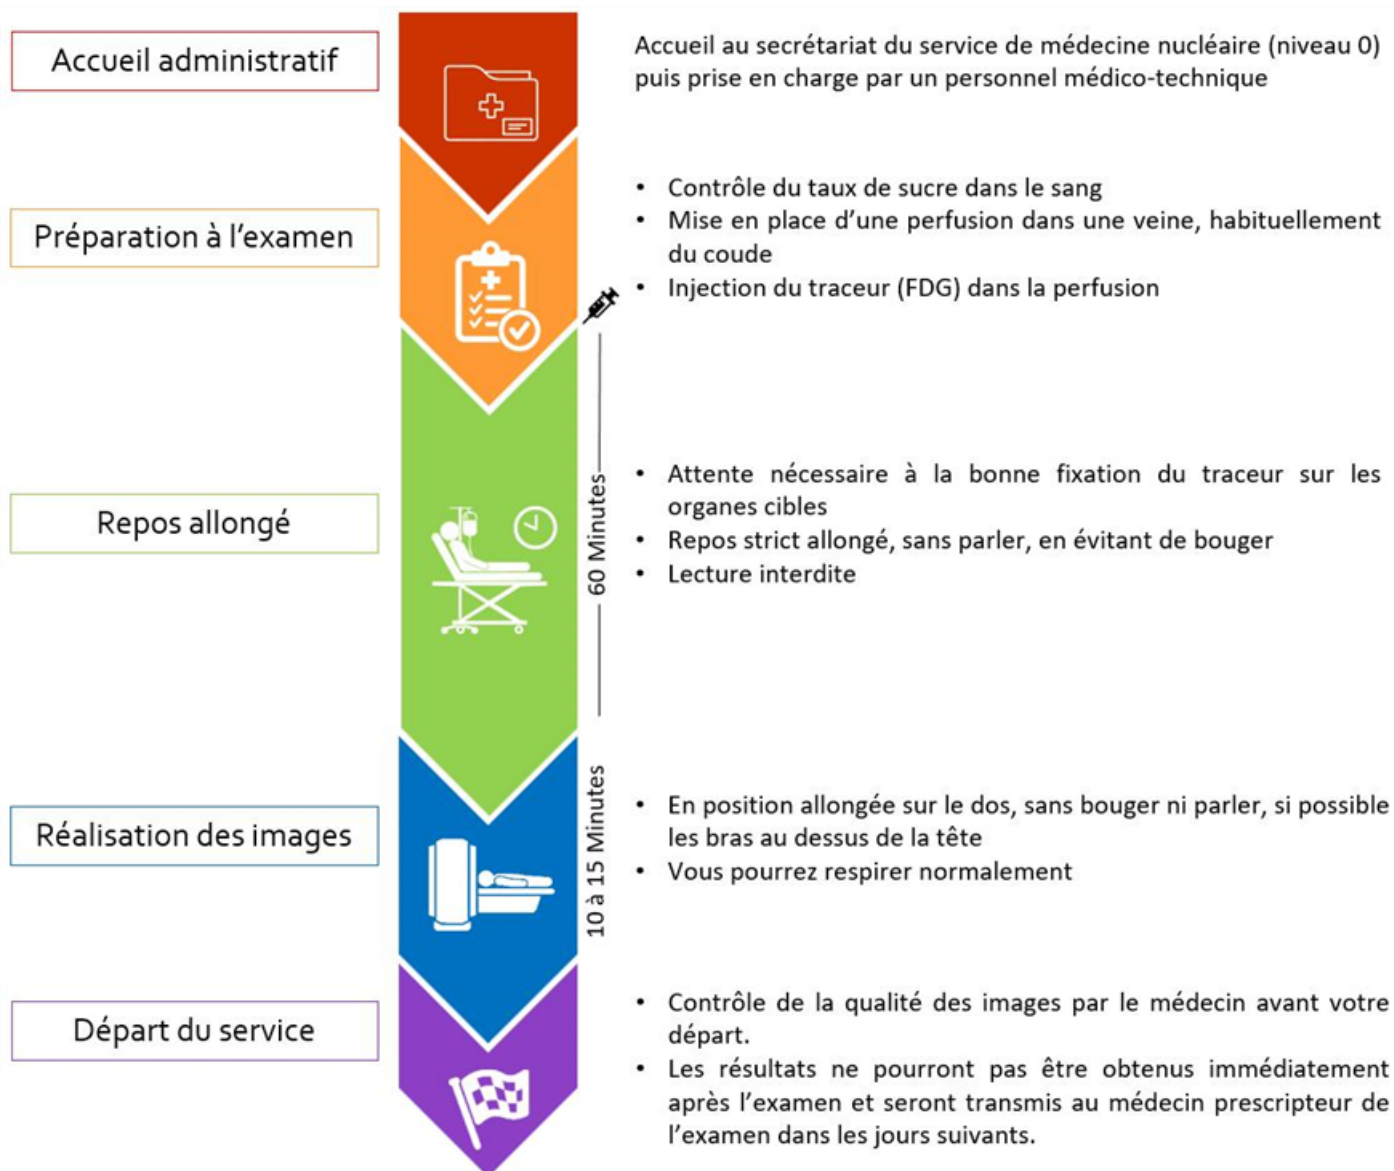 Accueil administratif
Accueil au secrétariat du service de médecine nucléaire (niveau 0)
puis prise en charge par un personnel médico-technique
Préparation à l’examen
• Contrôle du taux de sucre dans le sang
• Mise en place d’une perfusion dans une veine, habituellement
du coude
• Injection du traceur (FDG) dans la perfusion
Repos allongé
60 Minutes
• Attente nécessaire à la bonne fixation du traceur sur les
organes cibles
• Repos strict allongé, sans parler, en évitant de bouger
• Lecture interdite
Réalisation des images
10 à 15 Minutes
• En position allongée sur le dos, sans bouger ni parler, si possible
les bras au dessus de la tête
• Vous pourrez respirer normalement
Départ du service
• Contrôle de la qualité des images par le médecin avant votre
départ.
• Les résultats ne pourront pas être obtenus immédiatement
après l’examen et seront transmis au médecin prescripteur de
l’examen dans les jours suivants.